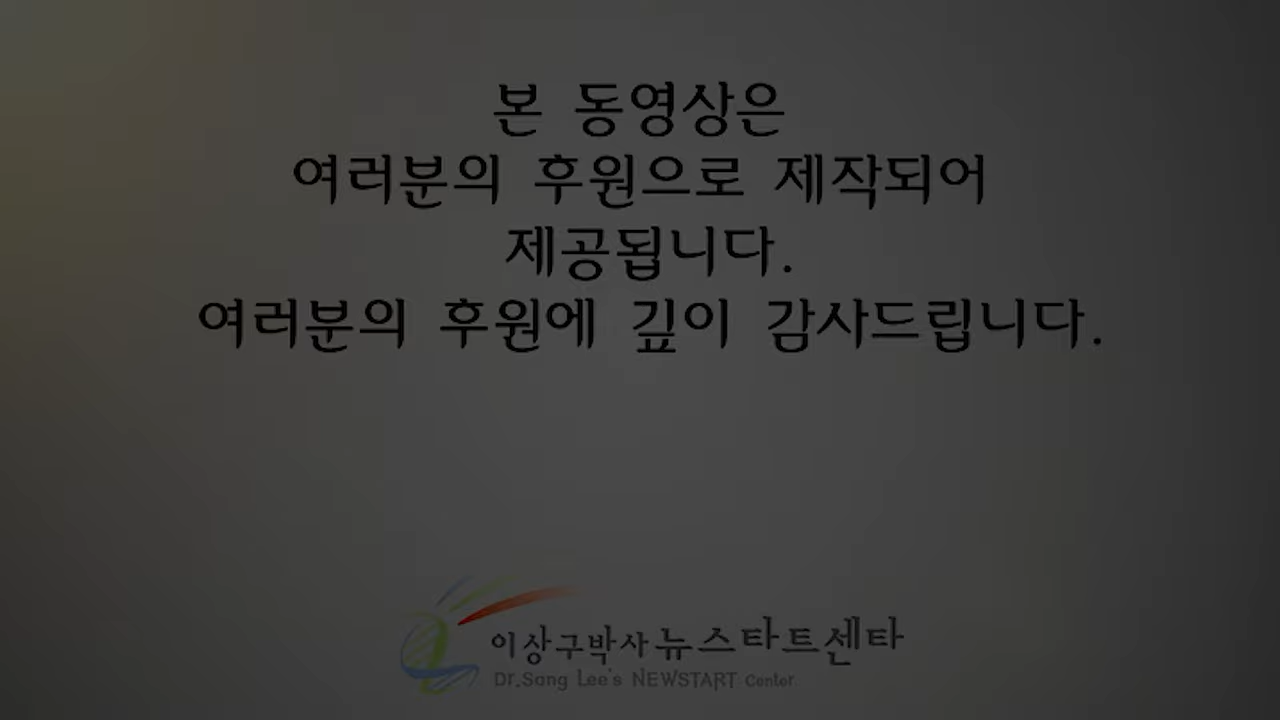 본 동영상은
여러분의 후원으로 제작되어
제공됩니다.
여러분의 후원에 깊이 감사드립니다.
이상구박사 뉴스타트센타
Dr.Sang Lee's NEWSTART Center